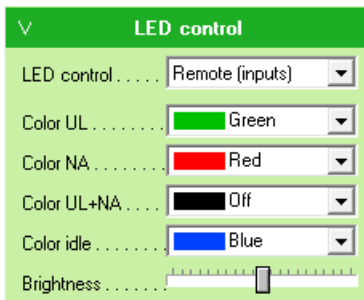 V LED control
LED control ..... Remote (inputs)
Color UL ........ Green
Color NA ........ Red
Color UL+NA .... Off
Color idle ........ Blue
Brightness .......